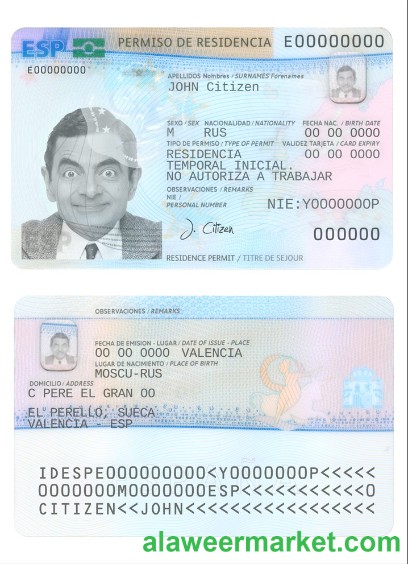 ESP PERMISO DE RESIDENCIA E00000000
E00000000
APELLIDOS Nombres / SURNAMES Forenames
JOHN Citizen
SEXO / SEX NACIONALIDAD / NATIONALITY FECHA NAC. / BIRTH DATE
M RUS 00 00 0000
TIPO DE PERMISO / TYPE OF PERMIT VALIDEZ TARJETA / CARD EXPIRY
RESIDENCIA 00 00 0000
TEMPORAL INICIAL.
NO AUTORIZA A TRABAJAR
OBSERVACIONES / REMARKS
NIE /
PERSONAL NUMBER NIE:Y0000000P
J. Citizen
000000
ESP
RESIDENCE PERMIT / TITRE DE SEJOUR
OBSERVACIONES / REMARKS:
FECHA DE EMISION - LUGAR / DATE OF ISSUE - PLACE
00 00 0000 VALENCIA
LUGAR DE NACIMIENTO / PLACE OF BIRTH
MOSCU-RUS
DOMICILIO / ADDRESS
C PERE EL GRAN 00
EL PERELLO, SUECA
VALENCIA - ESP
IDESPE000000000<Y0000000P<<<<<
0000000M0000000ESP<<<<<<<<<<<0
CITIZEN<<JOHN<<<<<<<<<<<<<<<<<
alaweermarket.com